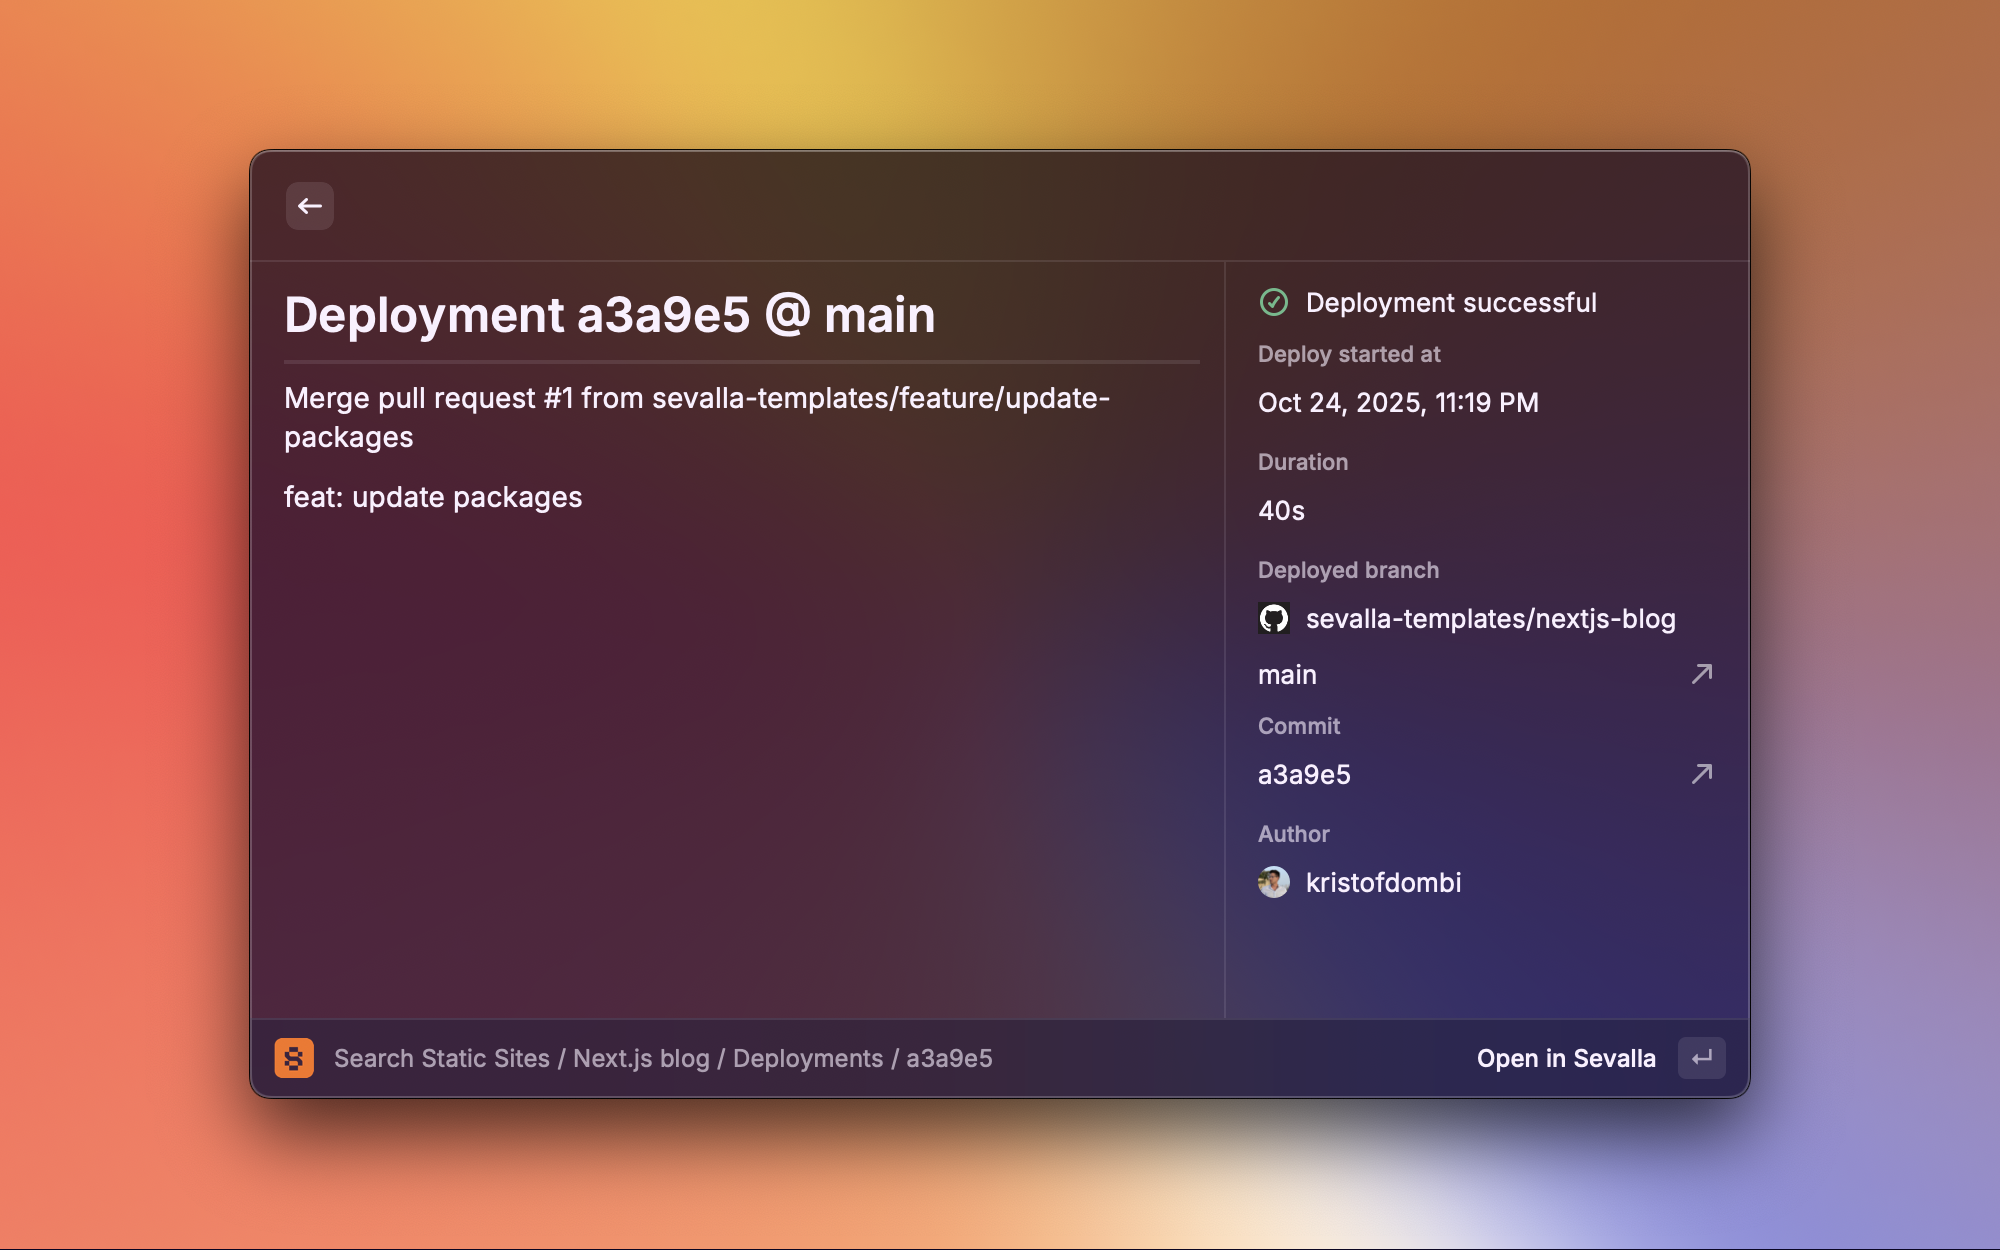 Deployment a3a9e5 @ main
Merge pull request #1 from sevalla-templates/feature/update-
packages
feat: update packages
Deployment successful
Deploy started at
Oct 24, 2025, 11:19 PM
Duration
40s
Deployed branch
sevalla-templates/nextjs-blog
main
Commit
a3a9e5
Author
kristofdombi
Search Static Sites / Next.js blog / Deployments / a3a9e5
Open in Sevalla